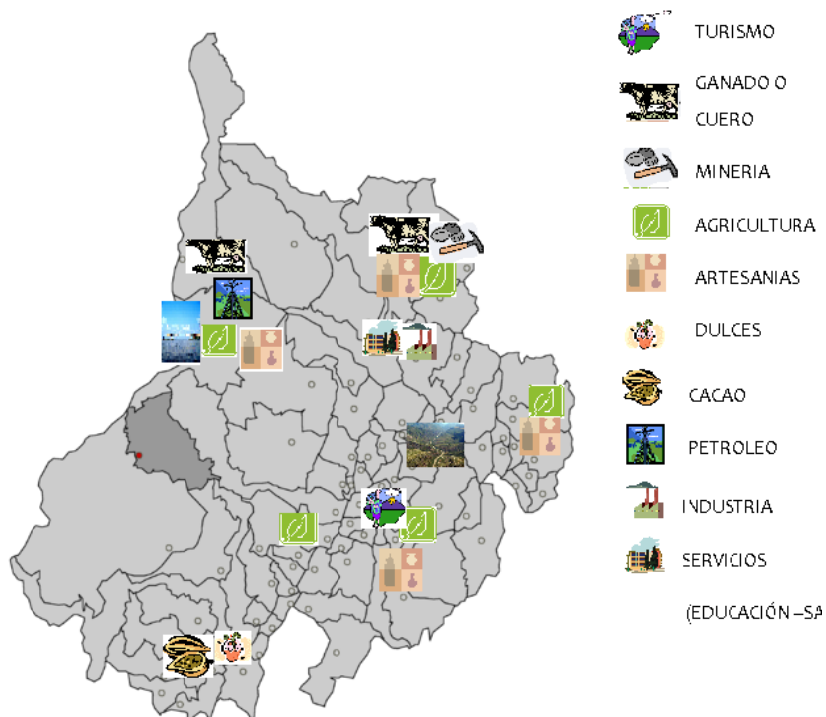 TURISMO
GANADO O
CUERO
MINERIA
AGRICULTURA
ARTESANIAS
DULCES
CACAO
PETROLEO
INDUSTRIA
SERVICIOS
(EDUCACIÓN –SA